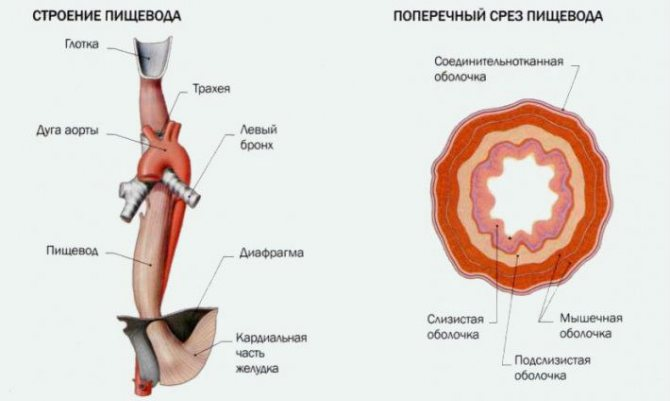 СТРОЕНИЕ ПИЩЕВОДА
Глотка
Трахея
Дуга аорты
Левый
бронх
Пищевод
Диафрагма
Кардиальная
часть
желудка
ПОПЕРЕЧНЫЙ СРЕЗ ПИЩЕВОДА
Соединительнотканная
оболочка
Слизистая
оболочка
Мышечная
оболочка
Подслизистая
оболочка